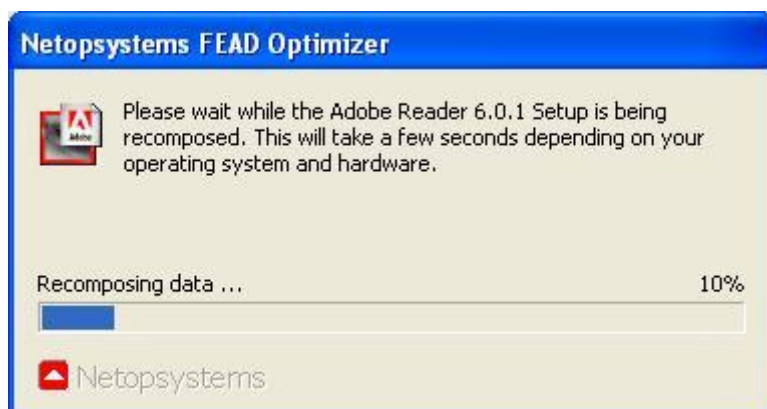 Netopsystems FEAD Optimizer
Please wait while the Adobe Reader 6.0.1 Setup is being
recomposed. This will take a few seconds depending on your
operating system and hardware.
Adobe
Recomposing data ...
10%
Netopsystems